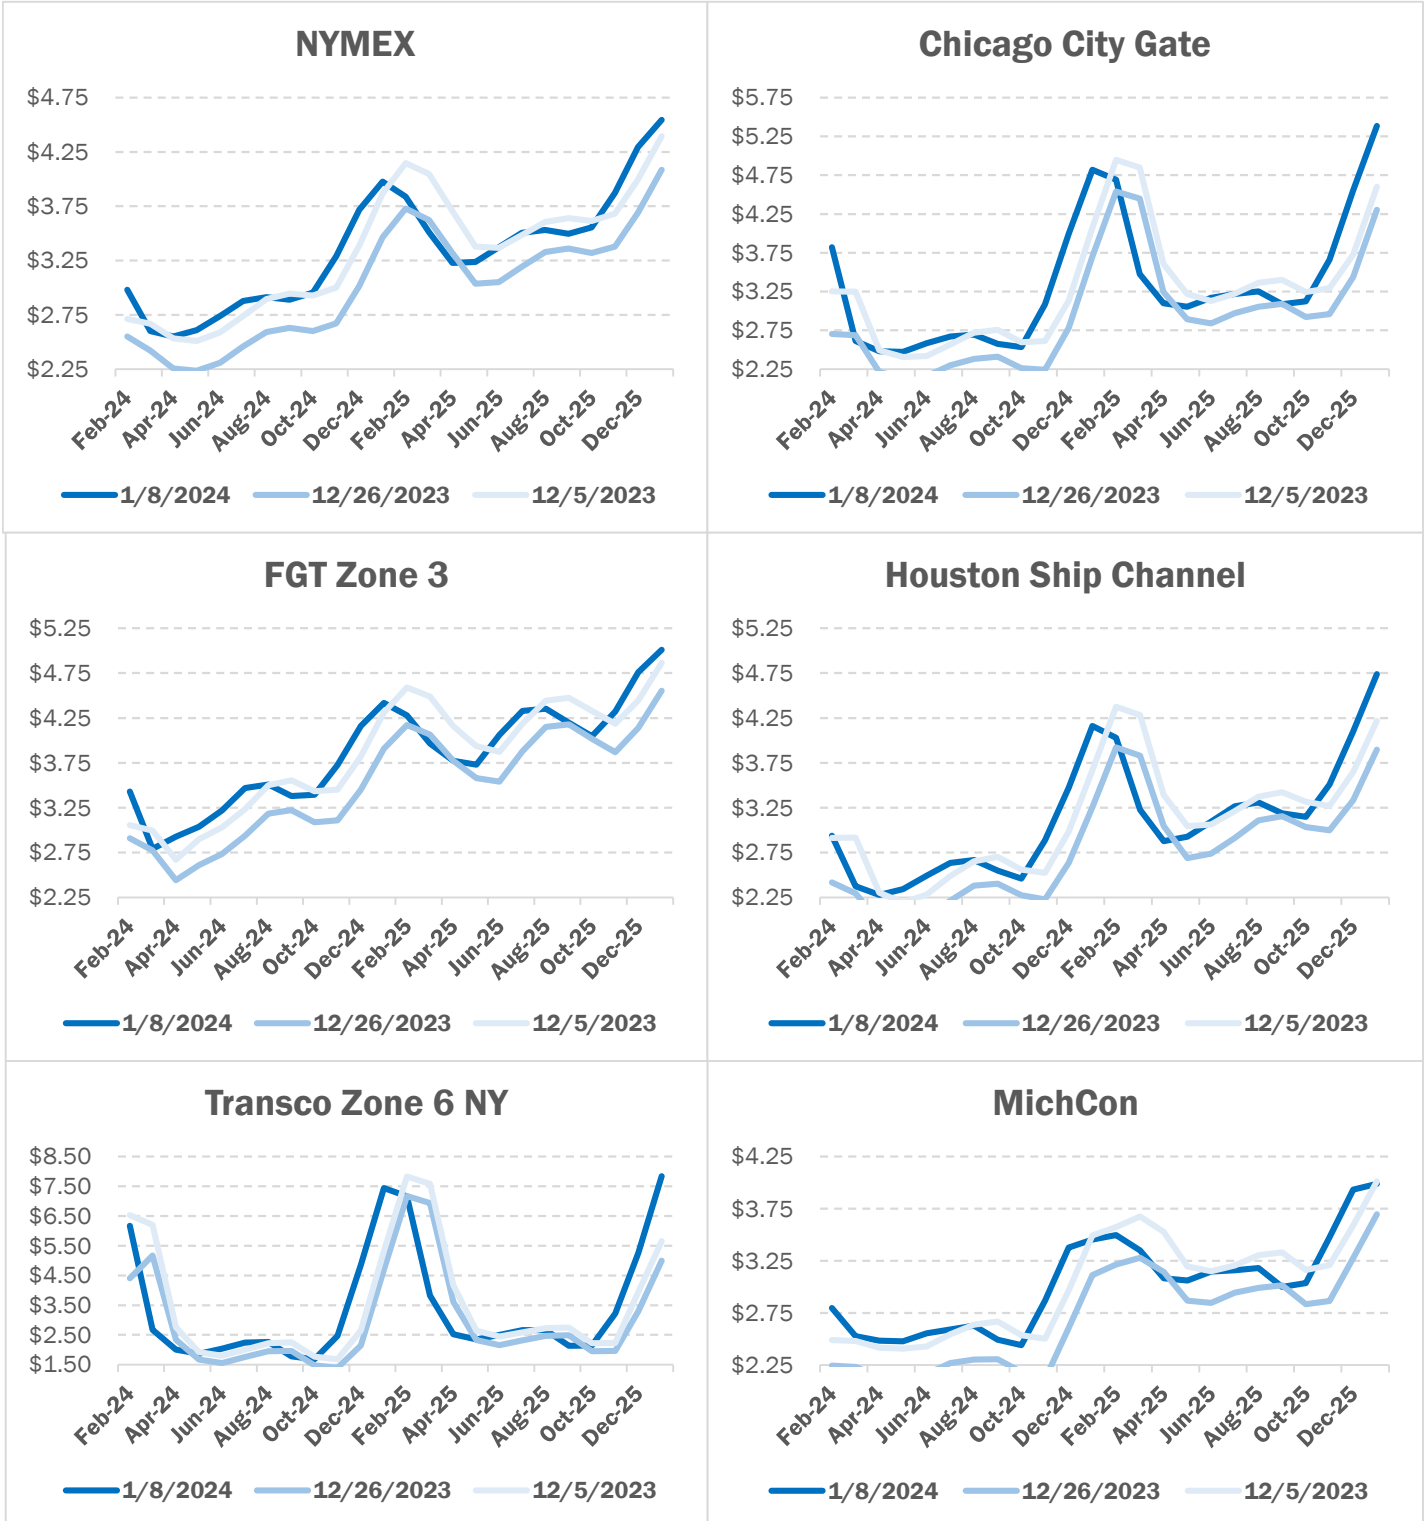 NYMEX
$4.75
$4.25
$3.75
$3.25
$2.75
$2.25
Feb-24 Apr-24 Jun-24 Aug-24 Oct-24 Dec-24 Feb-25 Apr-25 Jun-25 Aug-25 Oct-25 Dec-25
1/8/2024 12/26/2023 12/5/2023
Chicago City Gate
$5.75
$5.25
$4.75
$4.25
$3.75
$3.25
$2.75
$2.25
Feb-24 Apr-24 Jun-24 Aug-24 Oct-24 Dec-24 Feb-25 Apr-25 Jun-25 Aug-25 Oct-25 Dec-25
1/8/2024 12/26/2023 12/5/2023
FGT Zone 3
$5.25
$4.75
$4.25
$3.75
$3.25
$2.75
$2.25
Feb-24 Apr-24 Jun-24 Aug-24 Oct-24 Dec-24 Feb-25 Apr-25 Jun-25 Aug-25 Oct-25 Dec-25
1/8/2024 12/26/2023 12/5/2023
Houston Ship Channel
$5.25
$4.75
$4.25
$3.75
$3.25
$2.75
$2.25
Feb-24 Apr-24 Jun-24 Aug-24 Oct-24 Dec-24 Feb-25 Apr-25 Jun-25 Aug-25 Oct-25 Dec-25
1/8/2024 12/26/2023 12/5/2023
Transco Zone 6 NY
$8.50
$7.50
$6.50
$5.50
$4.50
$3.50
$2.50
$1.50
Feb-24 Apr-24 Jun-24 Aug-24 Oct-24 Dec-24 Feb-25 Apr-25 Jun-25 Aug-25 Oct-25 Dec-25
1/8/2024 12/26/2023 12/5/2023
MichCon
$4.25
$3.75
$3.25
$2.75
$2.25
Feb-24 Apr-24 Jun-24 Aug-24 Oct-24 Dec-24 Feb-25 Apr-25 Jun-25 Aug-25 Oct-25 Dec-25
1/8/2024 12/26/2023 12/5/2023